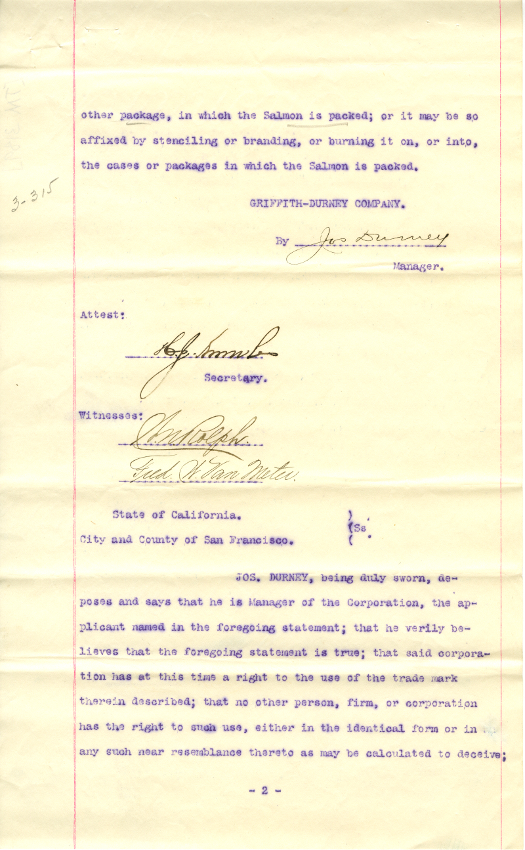 other package, in which the Salmon is packed; or it may be so
affixed by stenciling or branding, or burning it on, or into,
the cases or packages in which the Salmon is packed.
3-315
GRIFFITH-DURNEY COMPANY.
By Jos Durney
Manager.
Attest:
H.J.
Secretary.
Witnesses:
Wm Rolph
Fred. W. Van Meter.
State of California. )
(Ss.
City and County of San Francisco. (
JOS. DURNEY, being duly sworn, de-
poses and says that he is Manager of the Corporation, the ap-
plicant named in the foregoing statement; that he verily be-
lieves that the foregoing statement is true; that said corpora-
tion has at this time a right to the use of the trade mark
therein described; that no other person, firm, or corporation
has the right to such use, either in the identical form or in
any such near resemblance thereto as may be calculated to deceive;
- 2 -